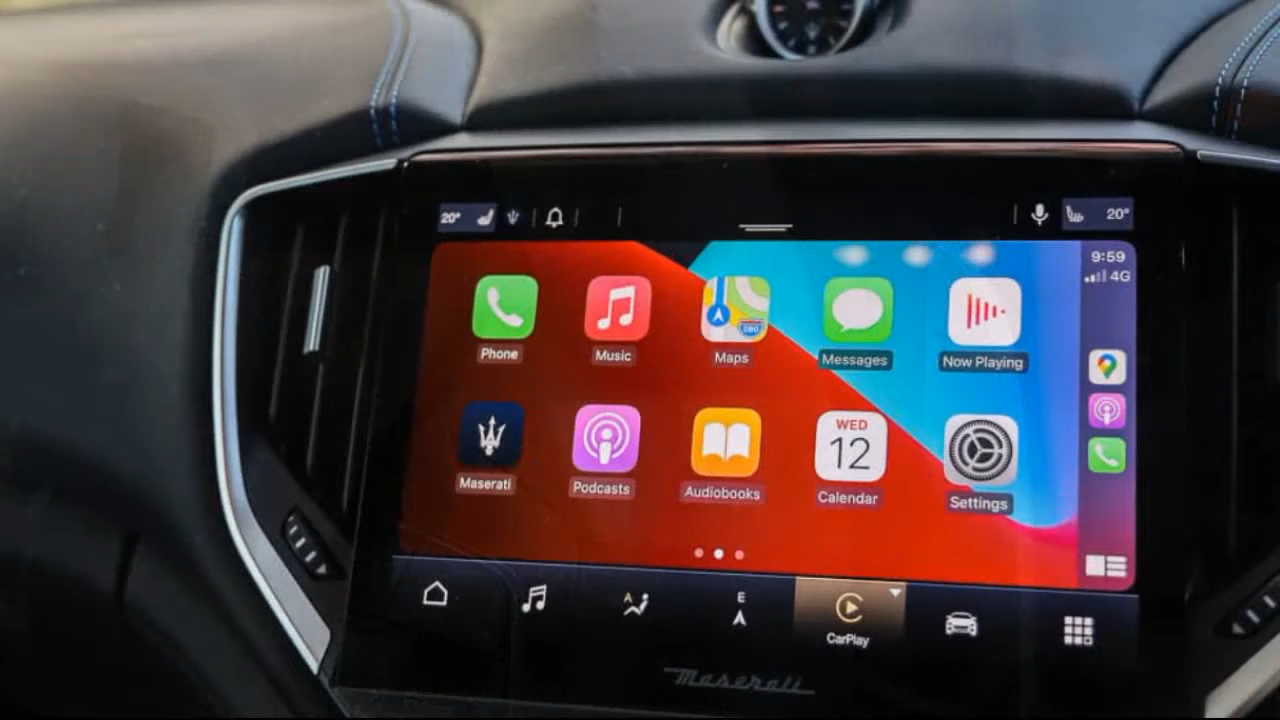 20°
20°
9:59
4G
Phone
Music
280
Maps
Messages
Now Playing
WED
12
Maserati
Podcasts
Audiobooks
Calendar
Settings
A
E
CarPlay
Maserati